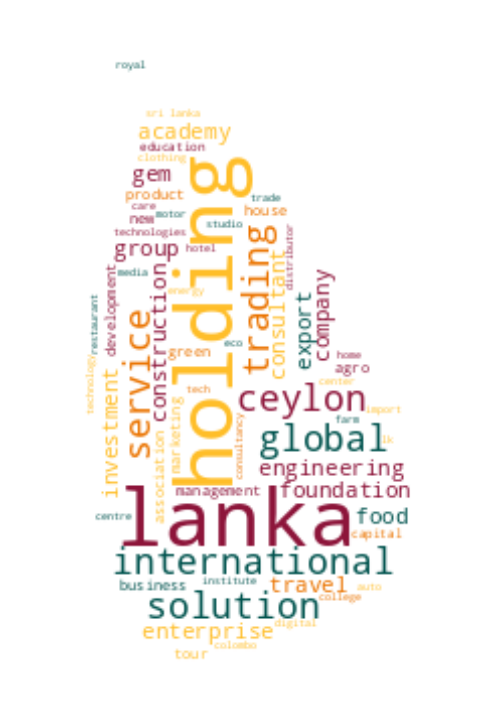 royal
sri lanka
academy
education
clothing
gem
holding
product
care
trade
new
motor
house
studio
technologies
group
hotel
trading
distributor
consultant
construction
media
development
company
energy
export
restaurant
service
eco
green
home
agro
technology
investment
tech
center
ceylon
marketing
association
import
farm
consultancy
global
lk
engineering
management
foundation
lanka
centre
food
capital
international
business
institute
travel
auto
solution
college
enterprise
digital
colombo
tour